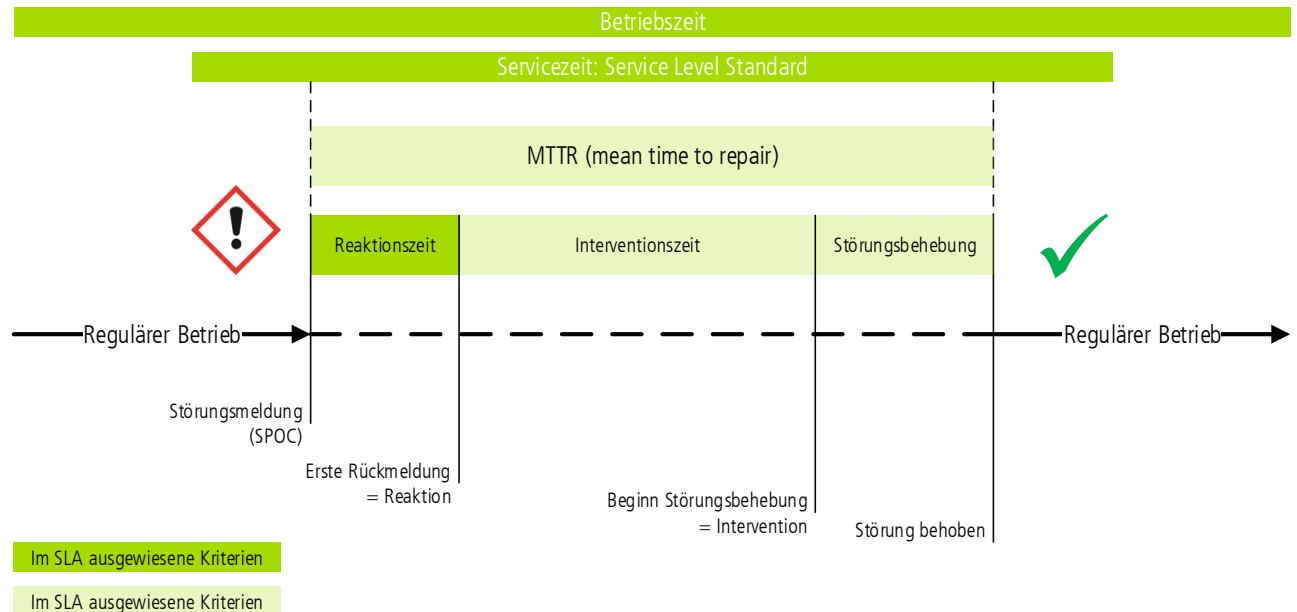 Betriebszeit
Servicezeit: Service Level Standard
MTTR (mean time to repair)
Reaktionszeit
Interventionszeit
Störungsbehebung
Regulärer Betrieb
Regulärer Betrieb
Störungsmeldung
(SPOC)
Erste Rückmeldung
= Reaktion
Beginn Störungsbehebung
= Intervention
Störung behoben
Im SLA ausgewiesene Kriterien
Im SLA ausgewiesene Kriterien